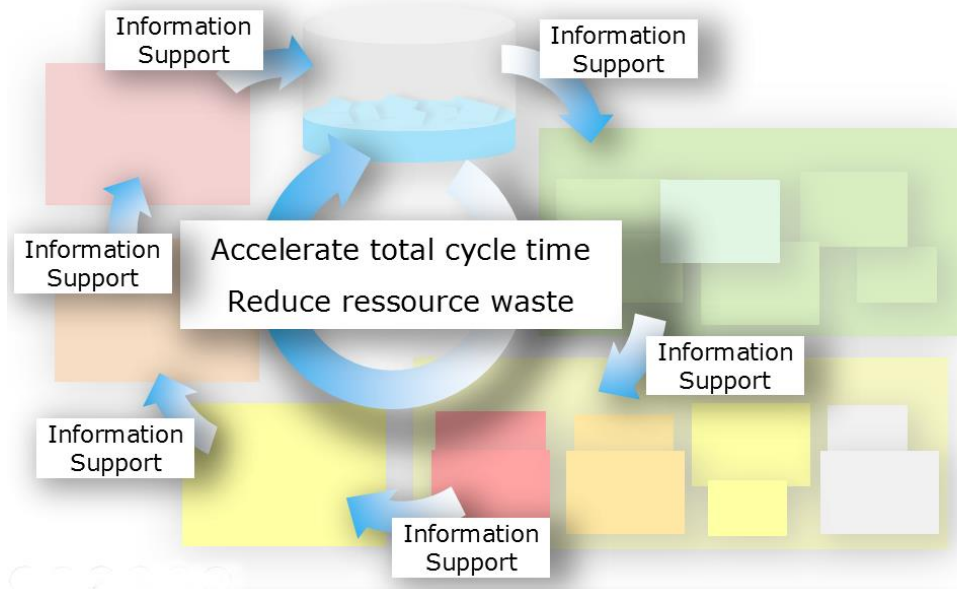 Information
Support
Information
Support
Information
Support
Accelerate total cycle time
Reduce ressource waste
Information
Support
Information
Support
Information
Support